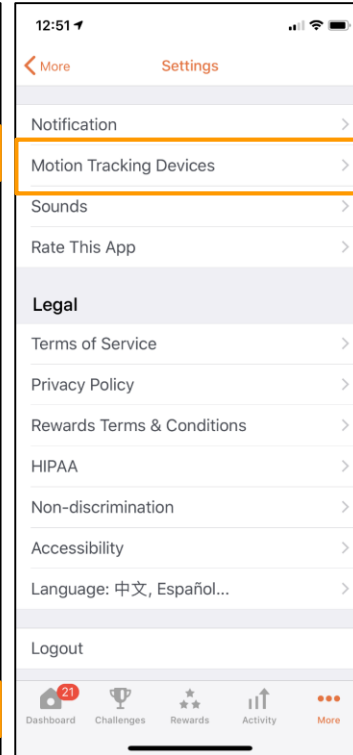 12:51
More
Settings
Notification
Motion Tracking Devices
Sounds
Rate This App
Legal
Terms of Service
Privacy Policy
Rewards Terms & Conditions
HIPAA
Non-discrimination
Accessibility
Language: 中文, Español...
Logout
21
Dashboard
Challenges
Rewards
Activity
More